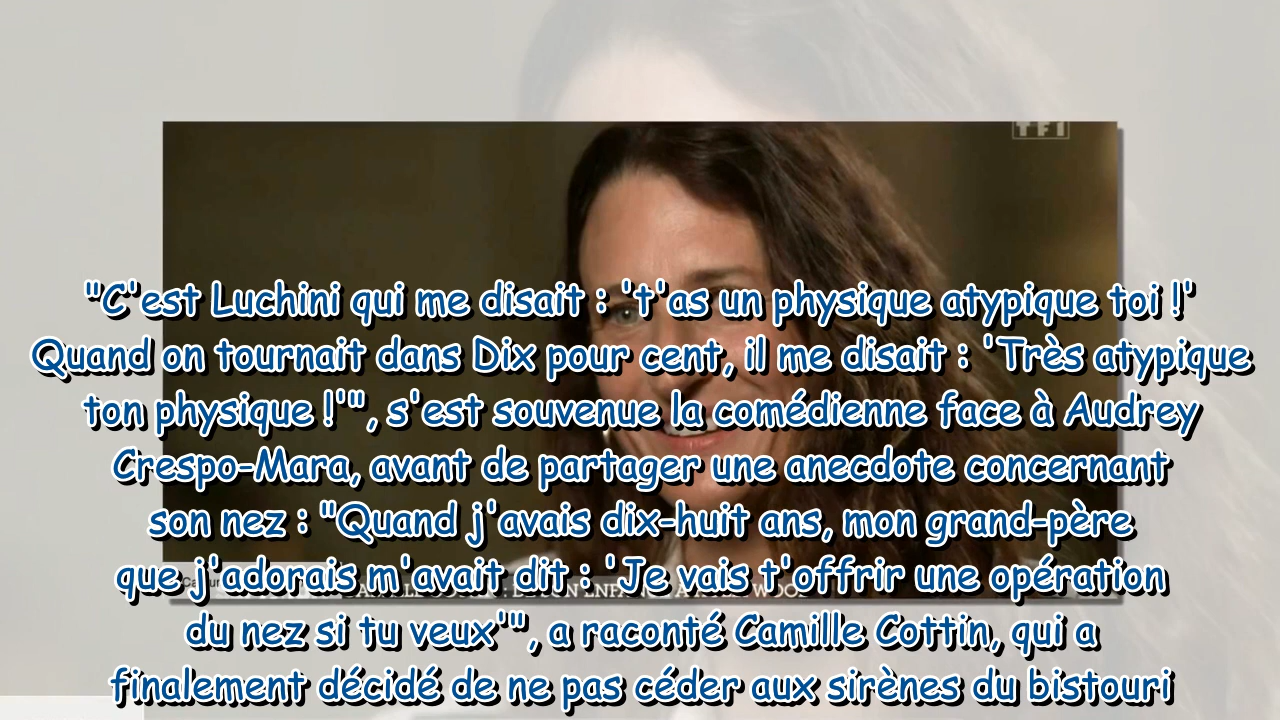 TF1
"C'est Luchini qui me disait : 't'as un physique atypique toi !'
Quand on tournait dans Dix pour cent, il me disait : 'Très atypique
ton physique !'", s'est souvenue la comédienne face à Audrey
Crespo-Mara, avant de partager une anecdote concernant
son nez : "Quand j'avais dix-huit ans, mon grand-père
que j'adorais m'avait dit : 'Je vais t'offrir une opération
du nez si tu veux'", a raconté Camille Cottin, qui a
finalement décidé de ne pas céder aux sirènes du bistouri